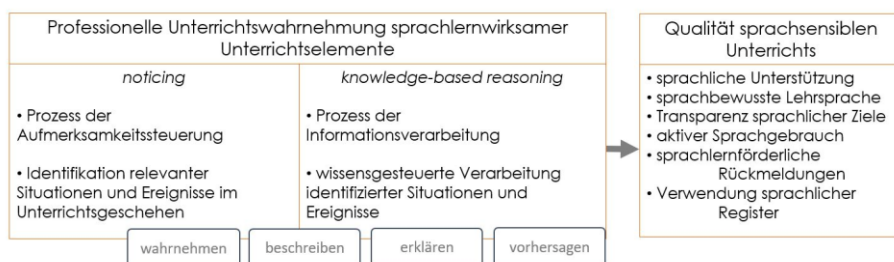 Professionelle Unterrichtswahrnehmung sprachlernwirksamer
Unterrichtselemente
noticing
• Prozess der
Aufmerksamkeitssteuerung
• Identifikation relevanter
Situationen und Ereignisse im
Unterrichtsgeschehen
knowledge-based reasoning
• Prozess der
Informationsverarbeitung
• wissensgesteuerte Verarbeitung
identifizierter Situationen und
Ereignisse
wahrnehmen
beschreiben
erklären
vorhersagen
Qualität sprachsensiblen
Unterrichts
• sprachliche Unterstützung
• sprachbewusste Lehrsprache
• Transparenz sprachlicher Ziele
• aktiver Sprachgebrauch
• sprachlernförderliche
Rückmeldungen
• Verwendung sprachlicher
Register